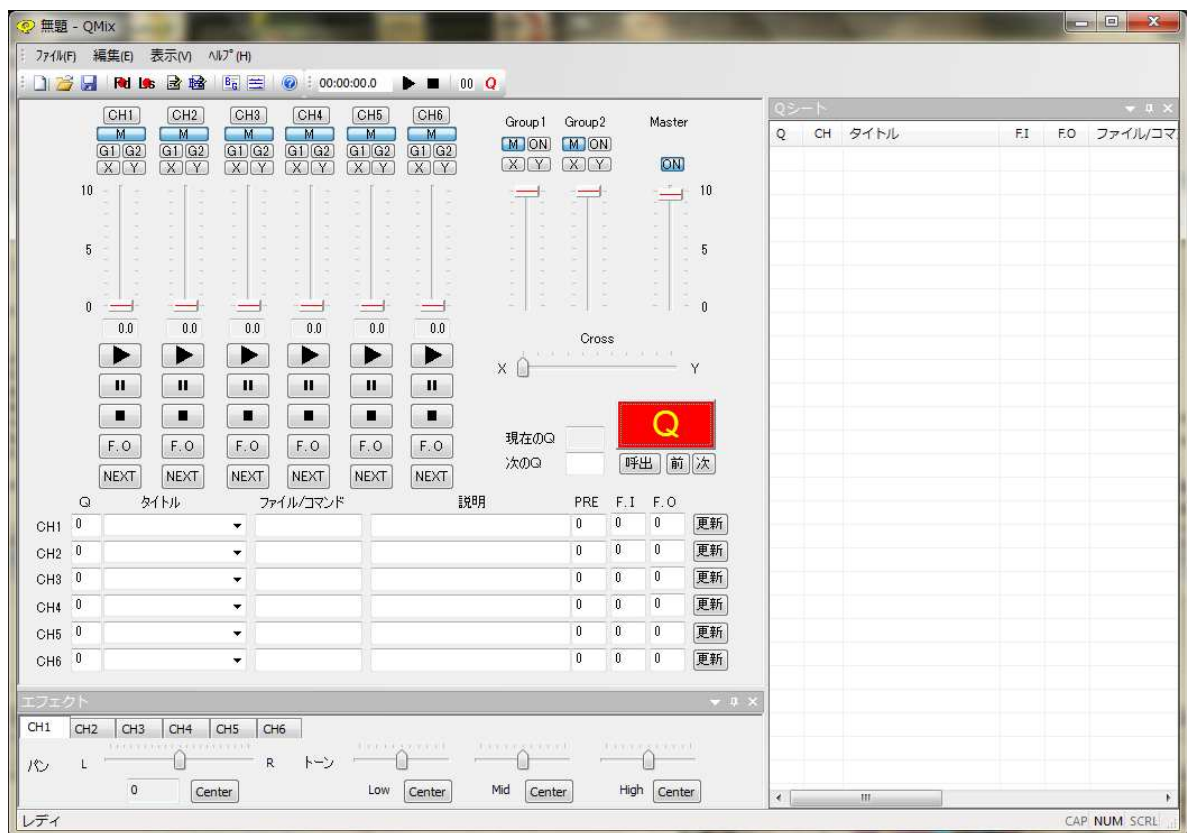 無題 - QMix
ファイル(F) 編集(E) 表示(V) ヘルプ(H)
00:00:00.0 00 Q
CH1 CH2 CH3 CH4 CH5 CH6 Group1 Group2 Master
M M M M M M M ON M ON
G1 G2 G1 G2 G1 G2 G1 G2 G1 G2 G1 G2
X Y X Y X Y X Y X Y X Y X Y X Y ON
10 10
5 5
0 0
0.0 0.0 0.0 0.0 0.0 0.0
Cross
X Y
F.O F.O F.O F.O F.O F.O
NEXT NEXT NEXT NEXT NEXT NEXT
現在のQ Q
次のQ 呼出 前 次
Q タイトル ファイル/コマンド 説明 PRE F.I F.O
CH1 0 0 0 0 更新
CH2 0 0 0 0 更新
CH3 0 0 0 0 更新
CH4 0 0 0 0 更新
CH5 0 0 0 0 更新
CH6 0 0 0 0 更新
エフェクト
CH1 CH2 CH3 CH4 CH5 CH6
パン L R トーン
0 Center Low Center Mid Center High Center
Qシート
Q CH タイトル F.I F.O ファイル/コマ
レディ CAP NUM SCRL